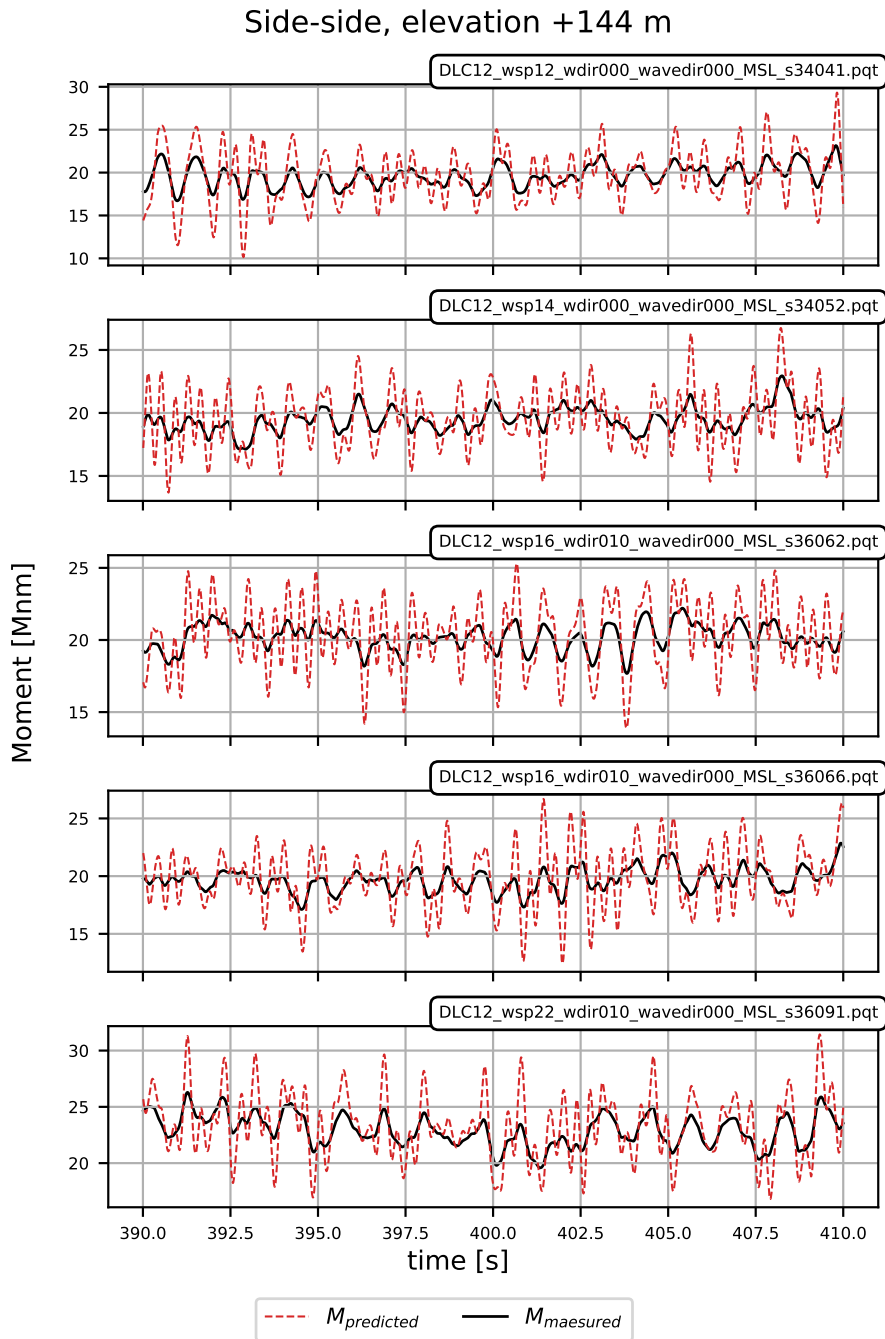 Side-side, elevation +144 m
DLC12_wsp12_wdir000_wavedir000_MSL_s34041.pqt
30
25
20
15
10
DLC12_wsp14_wdir000_wavedir000_MSL_s34052.pqt
25
20
15
DLC12_wsp16_wdir010_wavedir000_MSL_s36062.pqt
25
20
15
Moment [Mnm]
DLC12_wsp16_wdir010_wavedir000_MSL_s36066.pqt
25
20
15
DLC12_wsp22_wdir010_wavedir000_MSL_s36091.pqt
30
25
20
390.0 392.5 395.0 397.5 400.0 402.5 405.0 407.5 410.0
time [s]
M_predicted M_maesured